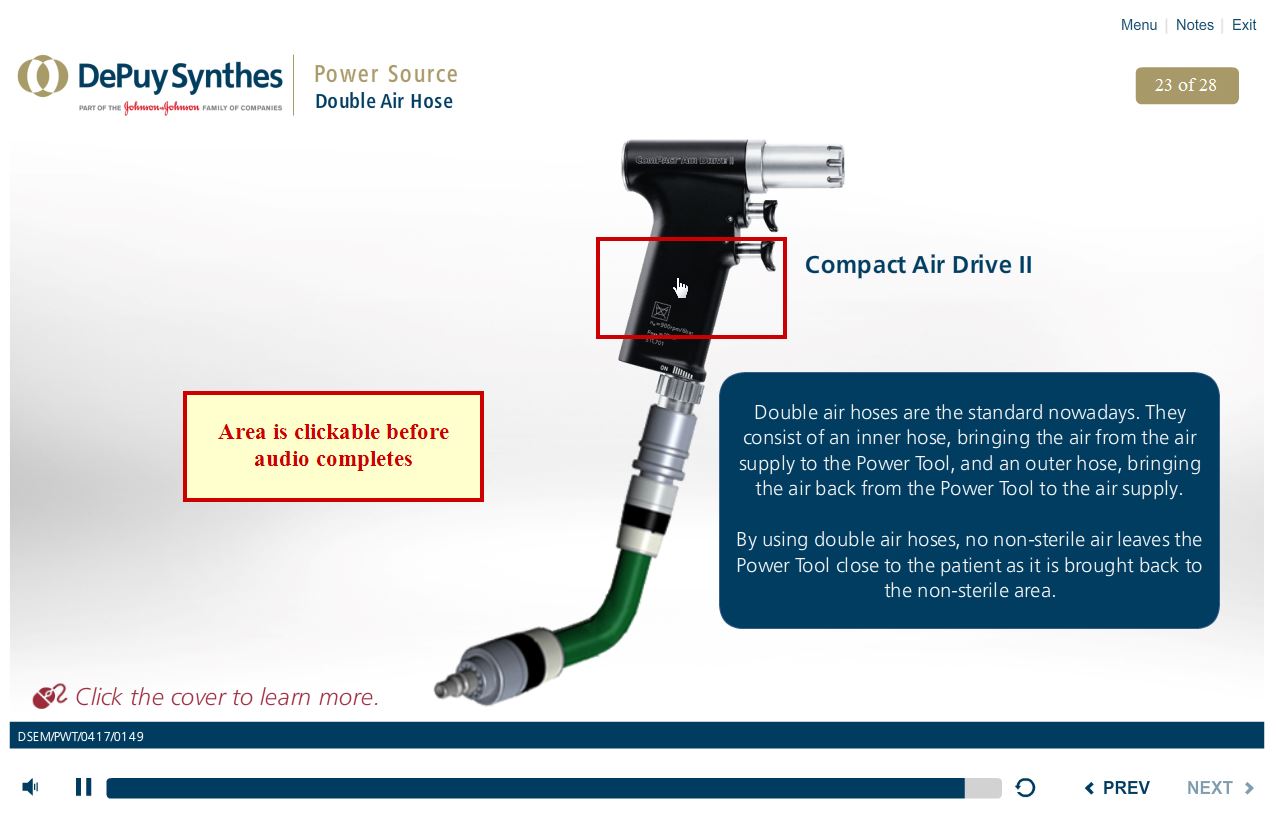 Menu | Notes | Exit
DePuy Synthes
PART OF THE Johnson & Johnson FAMILY OF COMPANIES
Power Source
Double Air Hose
23 of 28
COMPACT AIR DRIVE II
Compact Air Drive II
ON
Area is clickable before
audio completes
Double air hoses are the standard nowadays. They
consist of an inner hose, bringing the air from the air
supply to the Power Tool, and an outer hose, bringing
the air back from the Power Tool to the air supply.
By using double air hoses, no non-sterile air leaves the
Power Tool close to the patient as it is brought back to
the non-sterile area.
Click the cover to learn more.
DSEM/PWT/0417/0149
PREV
NEXT